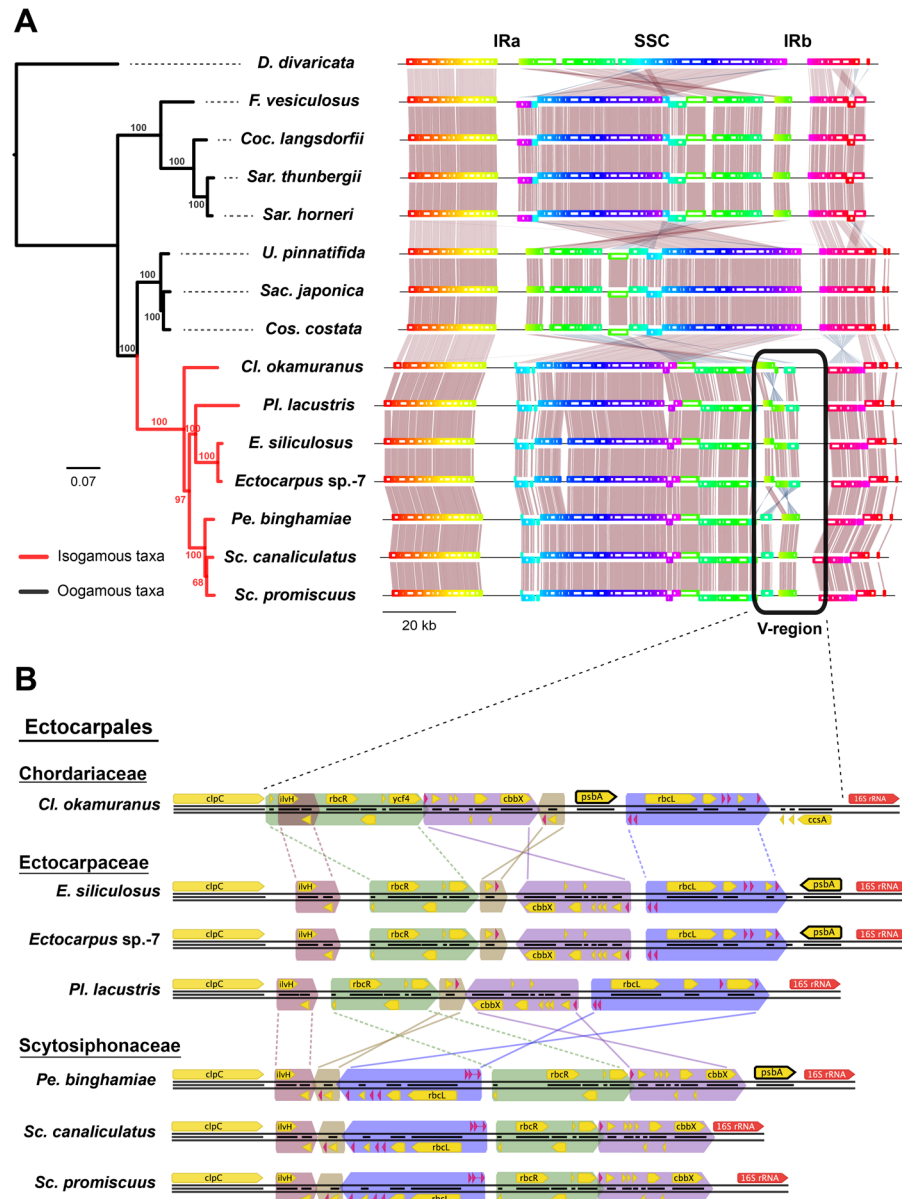 A
IRa SSC IRb
D. divaricata
F. vesiculosus
100
Coc. langsdorfii
100
Sar. thunbergii
100
Sar. horneri
U. pinnatifida
100
Sac. japonica
100
Cos. costata
100
Cl. okamuranus
Pl. lacustris
100 100
E. siliculosus
100
0.07
Ectocarpus sp.-7
97
Pe. binghamiae
Isogamous taxa
100
Sc. canaliculatus
68
Oogamous taxa
Sc. promiscuus
20 kb
V-region
B
Ectocarpales
Chordariaceae
clpC ilvH rbcR ycf4 cbbX psbA rbcL 16S rRNA
Cl. okamuranus
ccsA
Ectocarpaceae
E. siliculosus
clpC ilvH rbcR rbcL psbA 16S rRNA
cbbX
Ectocarpus sp.-7
clpC ilvH rbcR rbcL psbA 16S rRNA
cbbX
Pl. lacustris
clpC ilvH rbcR rbcL 16S rRNA
cbbX
Scytosiphonaceae
Pe. binghamiae
clpC ilvH rbcR cbbX psbA 16S rRNA
rbcL
Sc. canaliculatus
clpC ilvH rbcR cbbX 16S rRNA
rbcL
Sc. promiscuus
clpC ilvH rbcR cbbX 16S rRNA
rbcL